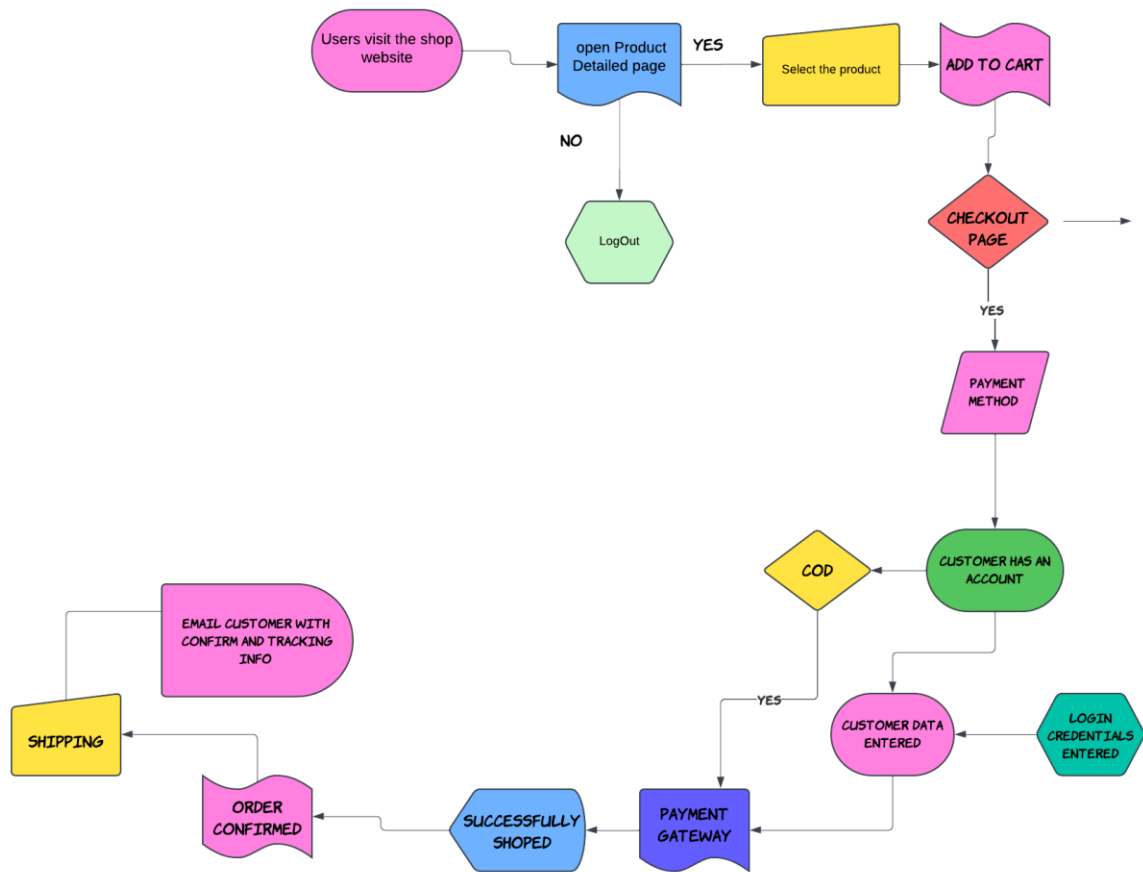 Users visit the shop
website
open Product
Detailed page
YES
Select the product
ADD TO CART
NO
LogOut
CHECKOUT
PAGE
YES
PAYMENT
METHOD
CUSTOMER HAS AN
ACCOUNT
COD
EMAIL CUSTOMER WITH
CONFIRM AND TRACKING
INFO
YES
CUSTOMER DATA
ENTERED
LOGIN
CREDENTIALS
ENTERED
SHIPPING
ORDER
CONFIRMED
SUCCESSFULLY
SHOPED
PAYMENT
GATEWAY